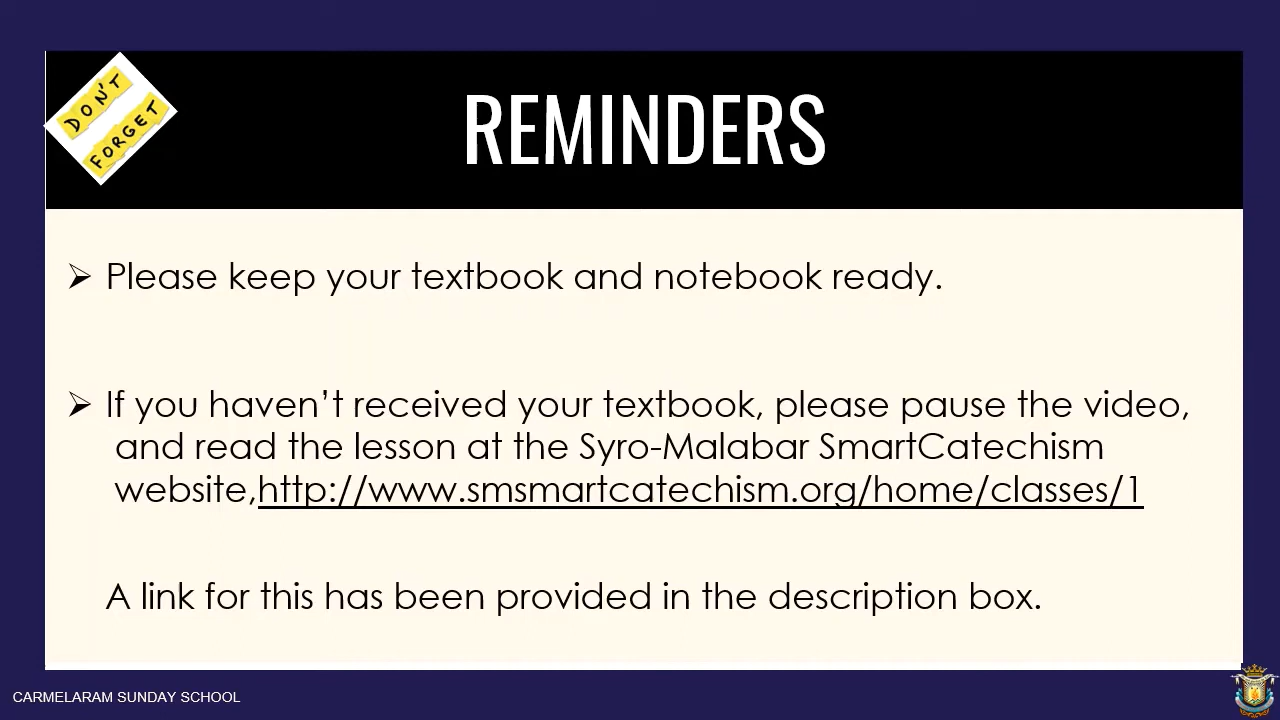 DON'T
FORGET
REMINDERS
➢ Please keep your textbook and notebook ready.
➢ If you haven’t received your textbook, please pause the video,
and read the lesson at the Syro-Malabar SmartCatechism
website,http://www.smsmartcatechism.org/home/classes/1
A link for this has been provided in the description box.
CARMELARAM SUNDAY SCHOOL